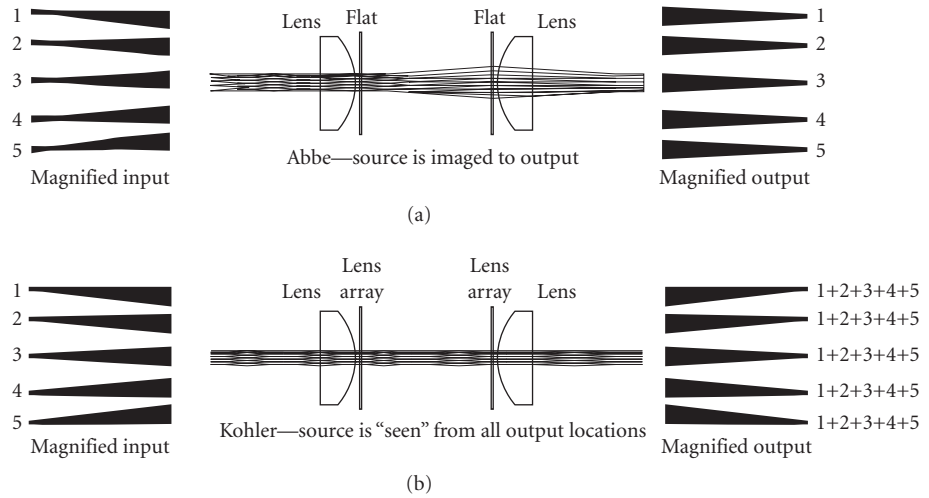 Lens Flat Flat Lens
1 1
2 2
3 3
4 4
5 5
Abbe—source is imaged to output
Magnified input Magnified output
(a)
Lens Lens
Lens array array Lens
1 1+2+3+4+5
2 1+2+3+4+5
3 1+2+3+4+5
4 1+2+3+4+5
5 1+2+3+4+5
Kohler—source is “seen” from all output locations
Magnified input Magnified output
(b)